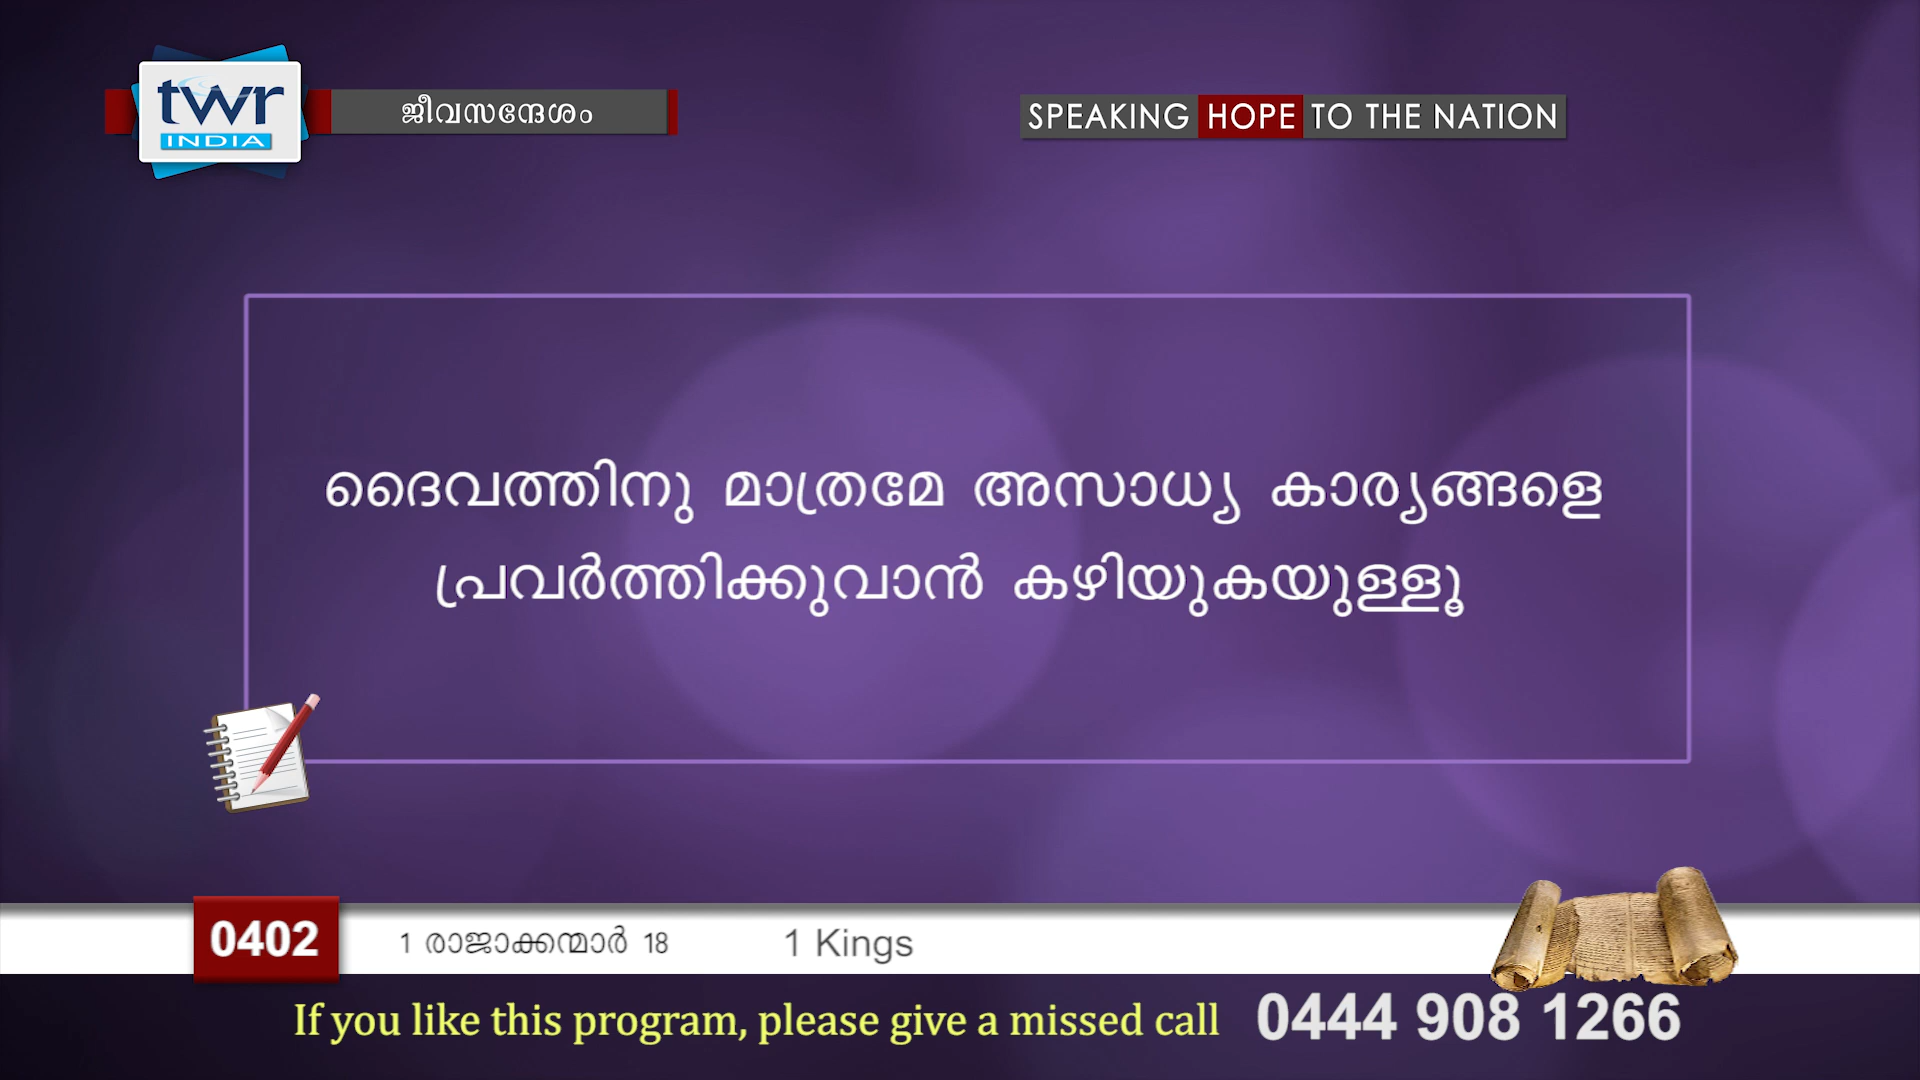 twr
INDIA
ജീവസന്ദേശം
SPEAKING HOPE TO THE NATION
ദൈവത്തിനു മാത്രമേ അസാധ്യ കാര്യങ്ങളെ
പ്രവർത്തിക്കുവാൻ കഴിയുകയുള്ളൂ
0402
1 രാജാക്കന്മാർ 18
1 Kings
If you like this program, please give a missed call 0444 908 1266